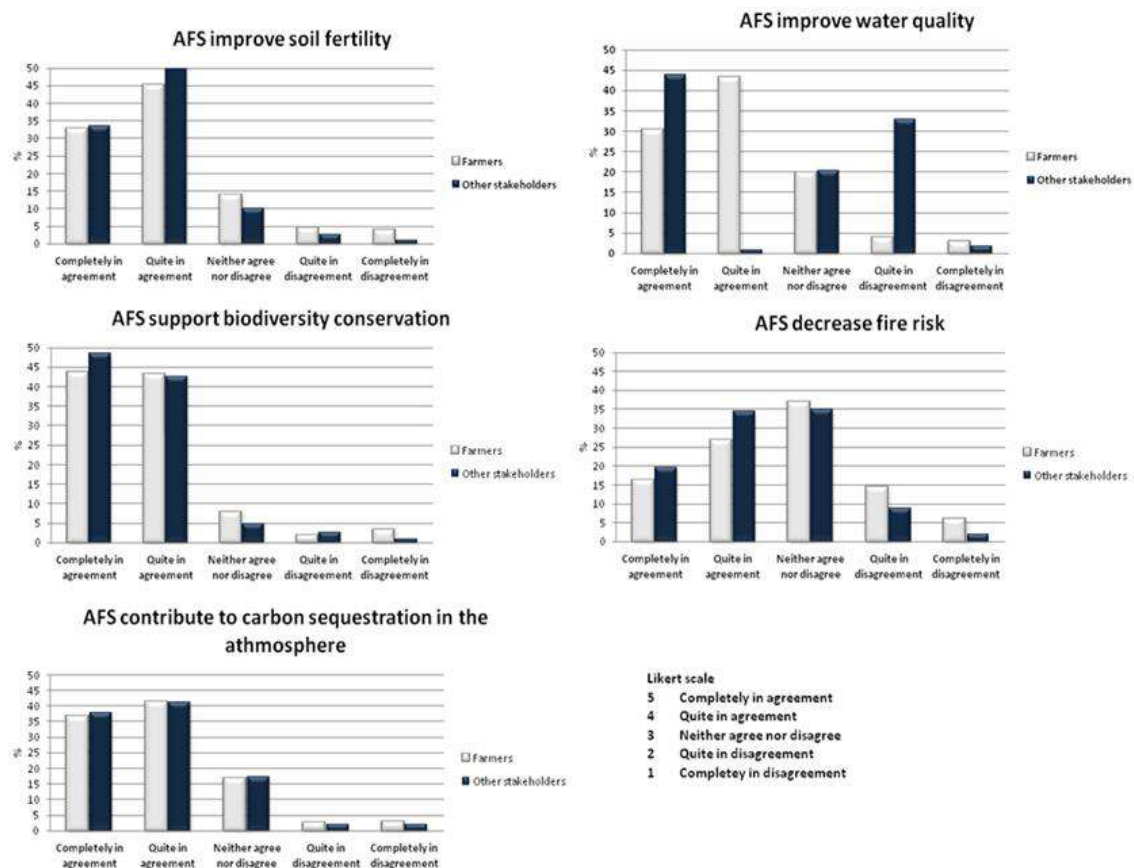 AFS improve soil fertility
50
45
40
35
30
25
20
15
10
5
0
%
Completely in
agreement
Quite in
agreement
Neither agree
nor disagree
Quite in
disagreement
Completely in
disagreement
Farmers
Other stakeholders
AFS improve water quality
50
45
40
35
30
25
20
15
10
5
0
%
Completely in
agreement
Quite in
agreement
Neither agree
nor disagree
Quite in
disagreement
Completely in
disagreement
Farmers
Other stakeholders
AFS support biodiversity conservation
50
45
40
35
30
25
20
15
10
5
0
%
Completely in
agreement
Quite in
agreement
Neither agree
nor disagree
Quite in
disagreement
Completely in
disagreement
Farmers
Other stakeholders
AFS decrease fire risk
50
45
40
35
30
25
20
15
10
5
0
%
Completely in
agreement
Quite in
agreement
Neither agree
nor disagree
Quite in
disagreement
Completely in
disagreement
Farmers
Other stakeholders
AFS contribute to carbon sequestration in the
athmosphere
50
45
40
35
30
25
20
15
10
5
0
%
Completely in
agreement
Quite in
agreement
Neither agree
nor disagree
Quite in
disagreement
Completely in
disagreement
Farmers
Other stakeholders
Likert scale
5 Completely in agreement
4 Quite in agreement
3 Neither agree nor disagree
2 Quite in disagreement
1 Completey in disagreement